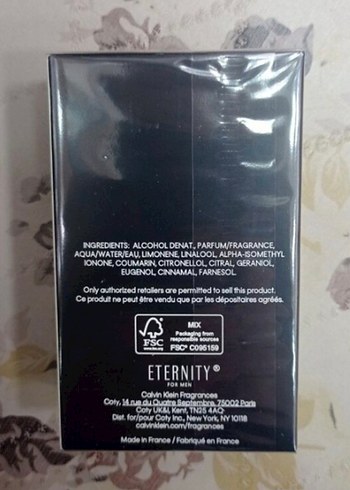 INGREDIENTS: ALCOHOL DENAT., PARFUM/FRAGRANCE,
AQUA/WATER/EAU, LIMONENE, LINALOOL, ALPHA-ISOMETHYL
IONONE, COUMARIN, CITRONELLOL, CITRAL, GERANIOL,
EUGENOL, CINNAMAL, FARNESOL.
Only authorized retailers are permitted to sell this product.
Ce produit ne peut être vendu que par les dépositaires agréés.
FSC
www.fsc.org
MIX
Packaging from
responsible sources
FSC® C095159
ETERNITY®
FOR MEN
Calvin Klein Fragrances
Coty, 14 rue du Quatre Septembre, 75002 Paris
Coty UK&I, Kent, TN25 4AQ
Dist. for/pour Coty Inc., New York, NY 10118
calvinklein.com/fragrances
Made in France / Fabriqué en France